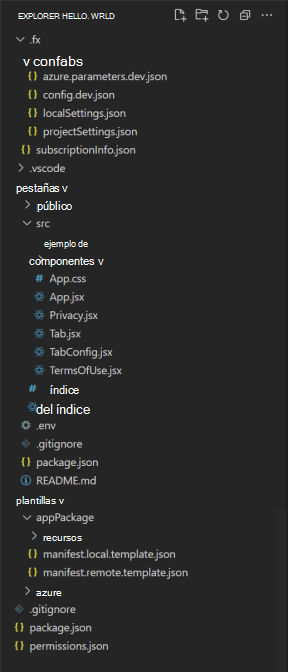 EXPLORER HELLO. WRLD
.fx
v confabs
azure.parameters.dev.json
config.dev.json
localSettings.json
projectSettings.json
subscriptionInfo.json
.vscode
pestañas v
público
src
ejemplo de
componentes v
App.css
App.jsx
Privacy.jsx
Tab.jsx
TabConfig.jsx
TermsOfUse.jsx
índice
del índice
.env
.gitignore
package.json
README.md
plantillas v
appPackage
recursos
manifest.local.template.json
manifest.remote.template.json
azure
.gitignore
package.json
permissions.json